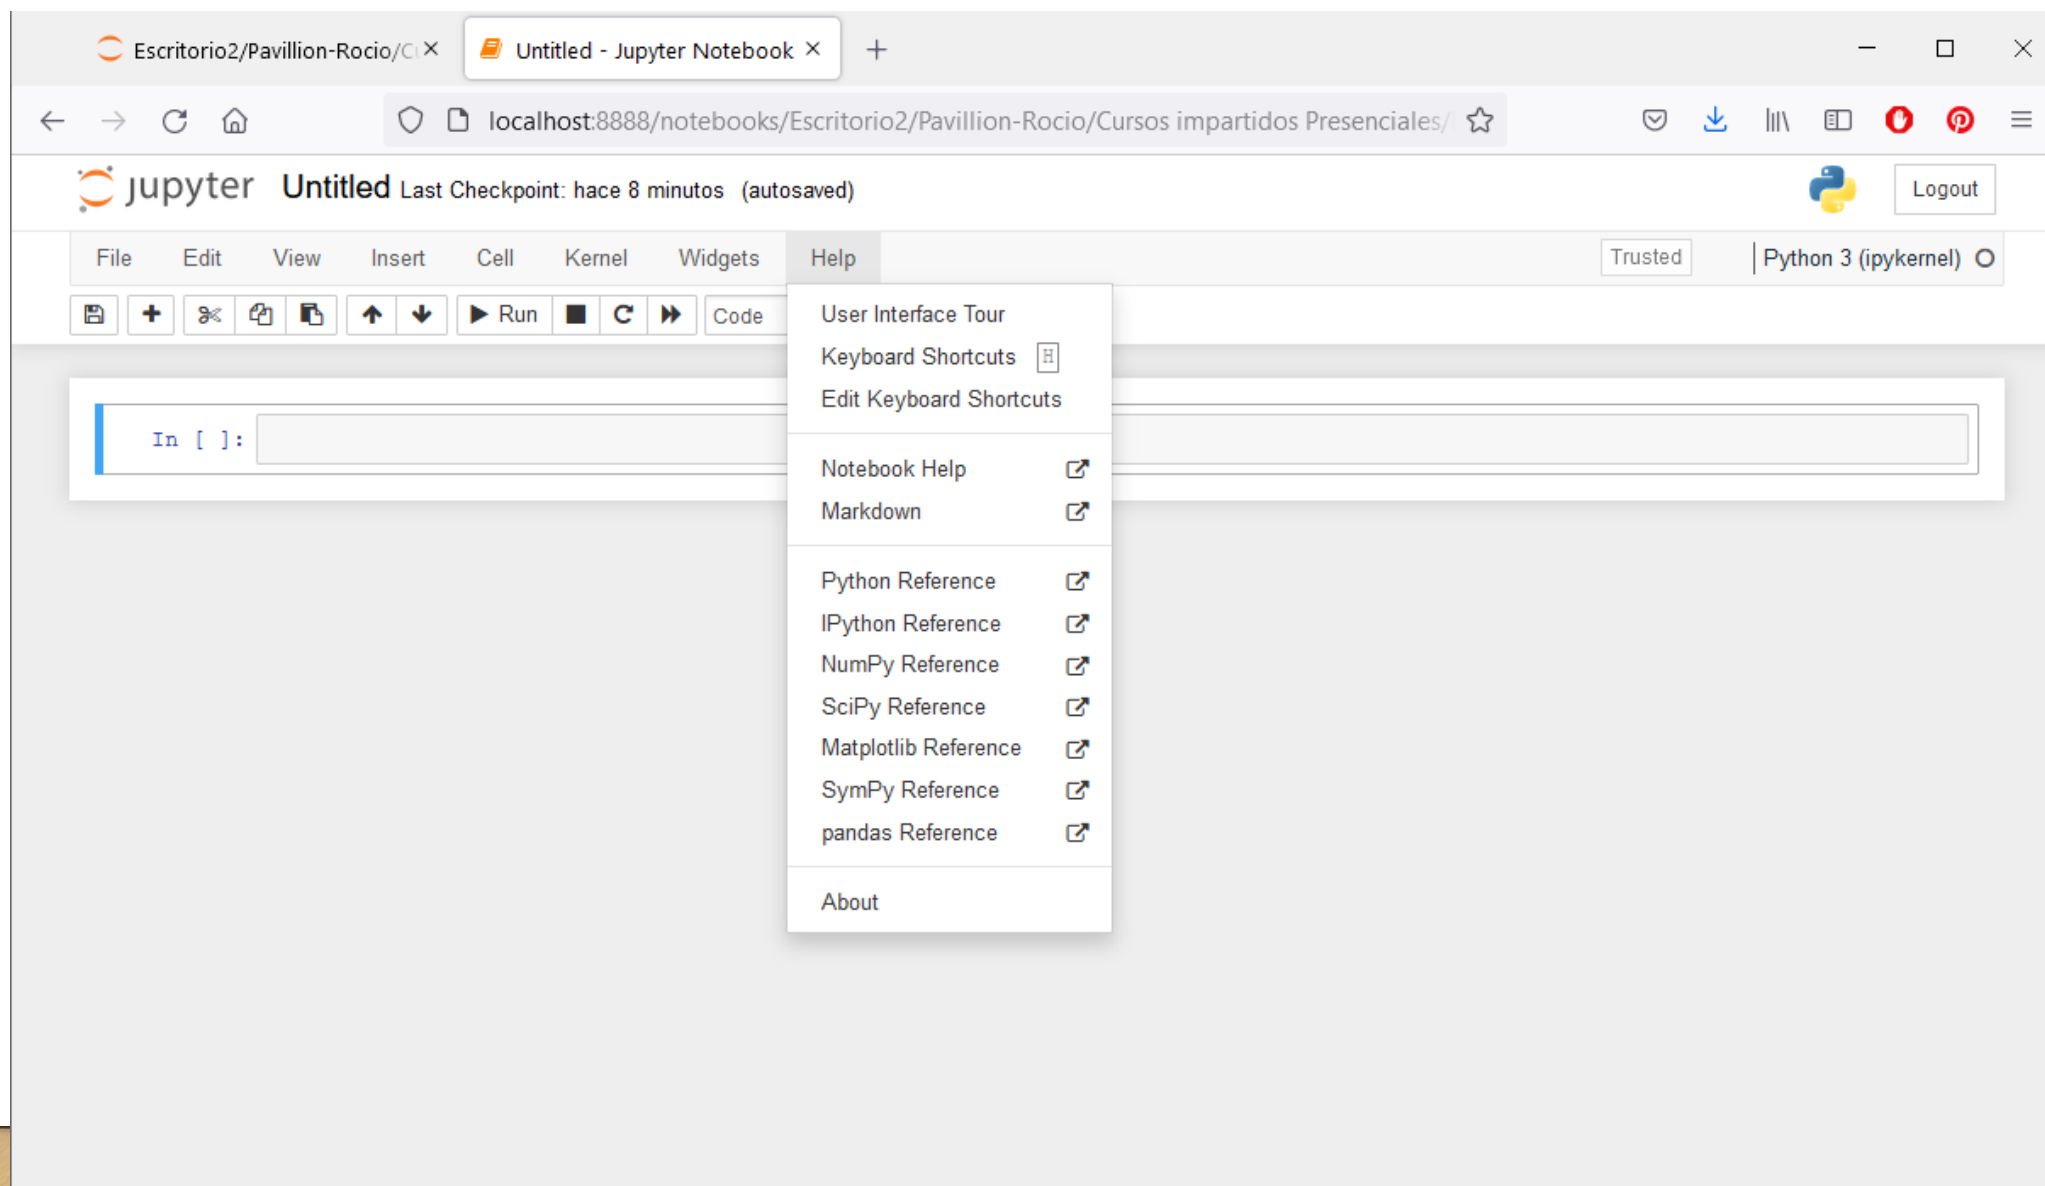 Escritorio2/Pavillion-Rocio/C
Untitled - Jupyter Notebook
localhost:8888/notebooks/Escritorio2/Pavillion-Rocio/Cursos impartidos Presenciales/
jupyter Untitled Last Checkpoint: hace 8 minutos (autosaved)
Logout
File Edit View Insert Cell Kernel Widgets Help
Trusted Python 3 (ipykernel)
Run Code
User Interface Tour
Keyboard Shortcuts H
Edit Keyboard Shortcuts
In [ ]:
Notebook Help
Markdown
Python Reference
IPython Reference
NumPy Reference
SciPy Reference
Matplotlib Reference
SymPy Reference
pandas Reference
About